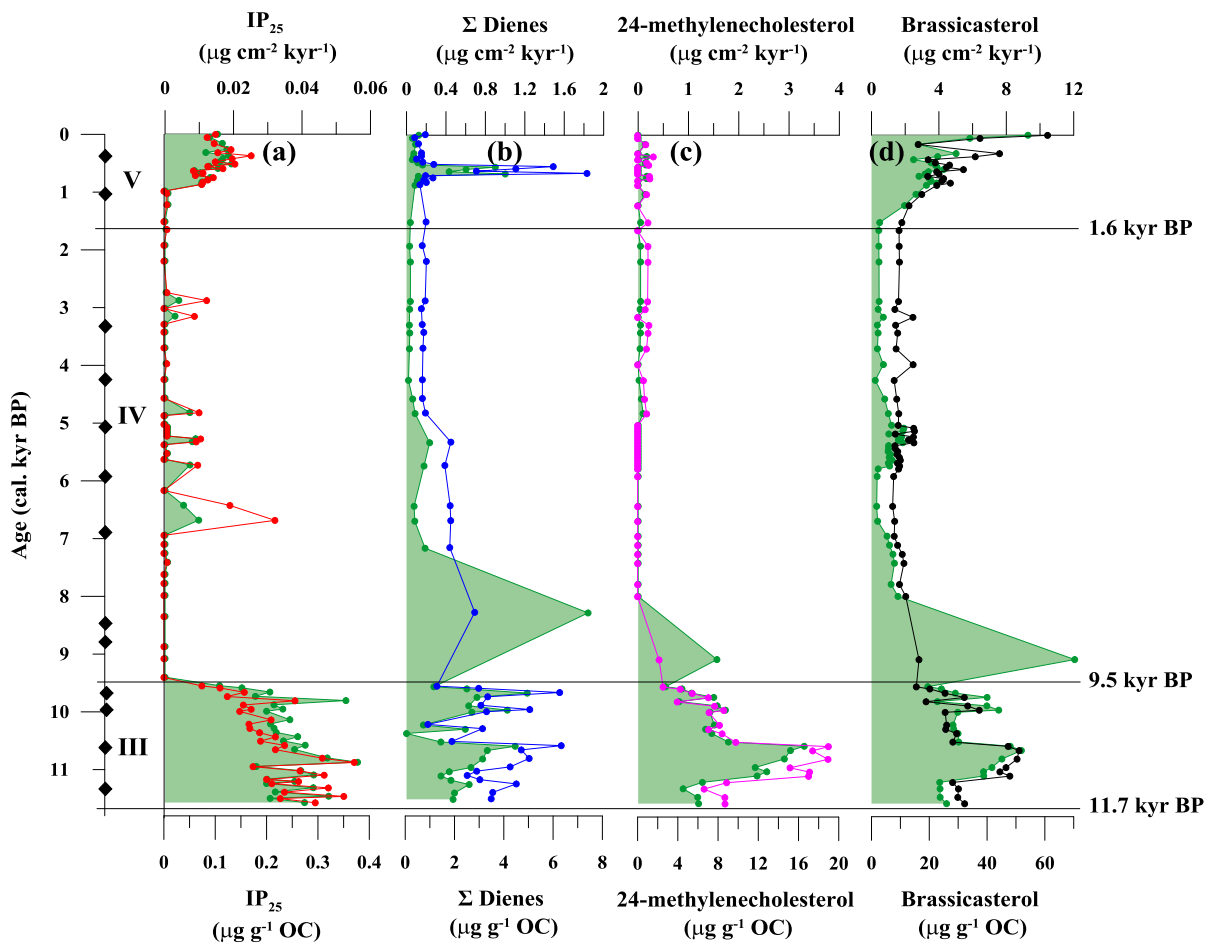 IP25 Σ Dienes 24-methylenecholesterol Brassicasterol
(μg cm-2 kyr-1) (μg cm-2 kyr-1) (μg cm-2 kyr-1) (μg cm-2 kyr-1)
0 0.02 0.04 0.06 0 0.4 0.8 1.2 1.6 2 0 1 2 3 4 0 4 8 12
0
(a) (b) (c) (d)
V
1
1.6 kyr BP
2
3
4
IV
5
6
7
8
9
9.5 kyr BP
10
III
11
11.7 kyr BP
Age (cal. kyr BP)
0 0.1 0.2 0.3 0.4 0 2 4 6 8 0 4 8 12 16 20 0 20 40 60
IP25 Σ Dienes 24-methylenecholesterol Brassicasterol
(μg g-1 OC) (μg g-1 OC) (μg g-1 OC) (μg g-1 OC)